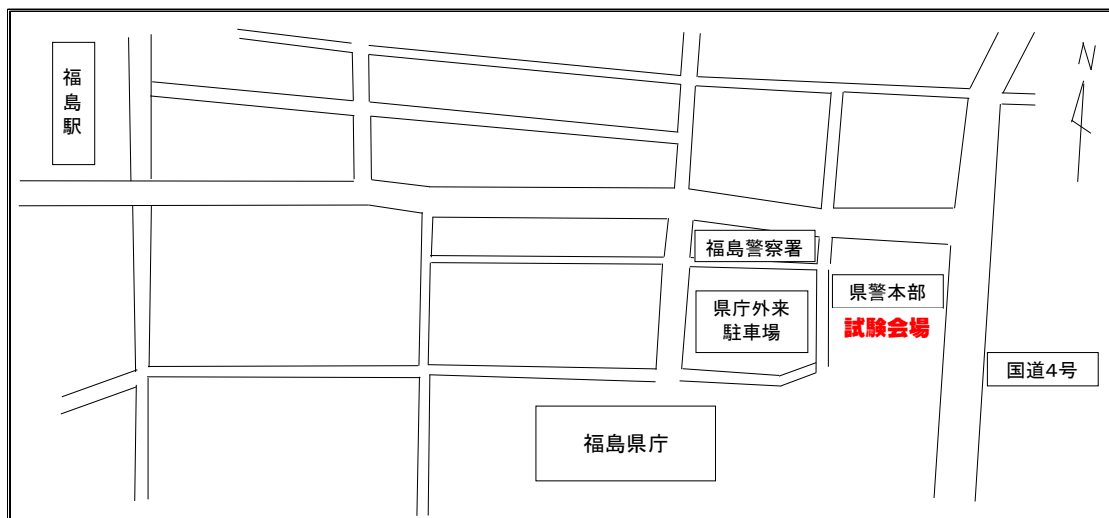 福島駅
N
福島警察署
県警本部
県庁外来
駐車場
試験会場
国道4号
福島県庁